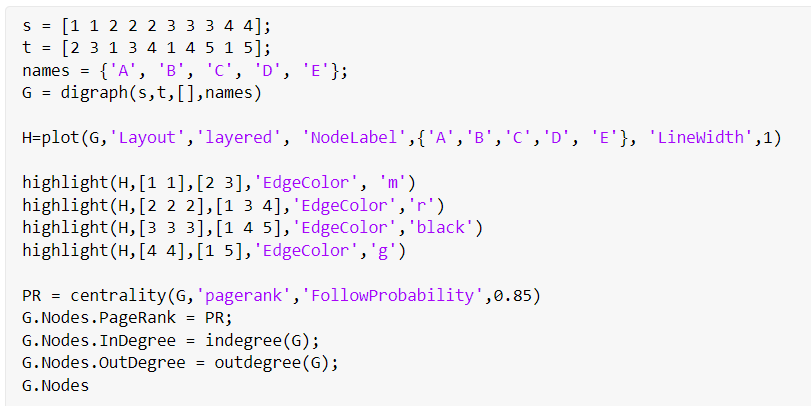 s = [1 1 2 2 2 3 3 3 4 4];
t = [2 3 1 3 4 1 4 5 1 5];
names = {'A', 'B', 'C', 'D', 'E'};
G = digraph(s,t,[],names)
H=plot(G,'Layout','layered', 'NodeLabel',{'A','B','C','D', 'E'}, 'LineWidth',1)
highlight(H,[1 1],[2 3],'EdgeColor', 'm')
highlight(H,[2 2 2],[1 3 4],'EdgeColor','r')
highlight(H,[3 3 3],[1 4 5],'EdgeColor','black')
highlight(H,[4 4],[1 5],'EdgeColor','g')
PR = centrality(G,'pagerank','FollowProbability',0.85)
G.Nodes.PageRank = PR;
G.Nodes.InDegree = indegree(G);
G.Nodes.OutDegree = outdegree(G);
G.Nodes